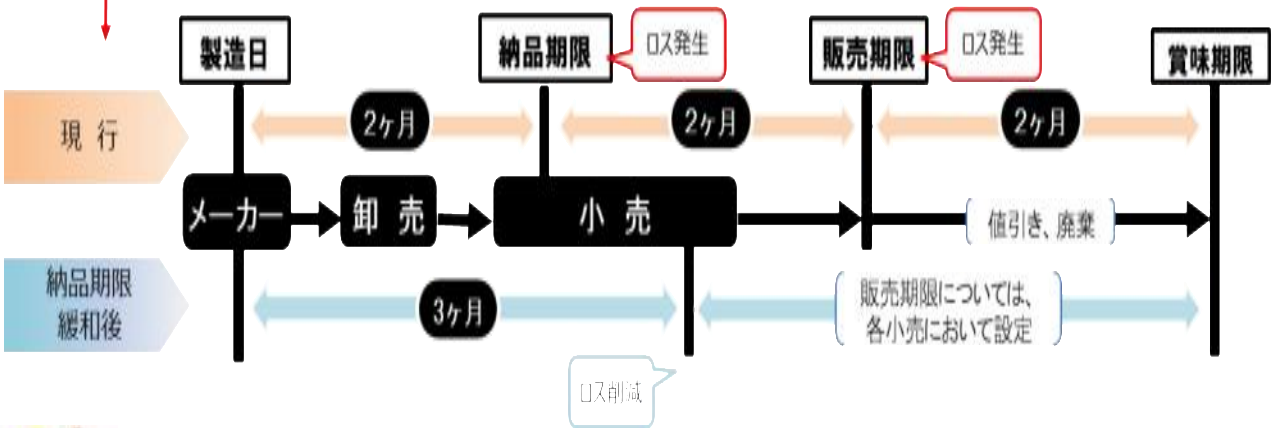 製造日
納品期限
ロス発生
販売期限
ロス発生
賞味期限
現 行
2ヶ月
2ヶ月
2ヶ月
メーカー
卸 売
小 売
値引き、廃棄
納品期限
緩和後
3ヶ月
販売期限については、
各小売において設定
ロス削減